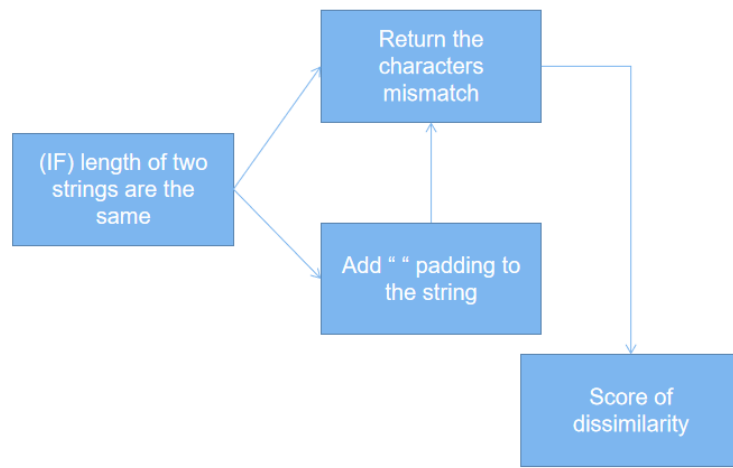 Return the
characters
mismatch
(IF) length of two
strings are the
same
Add “ “ padding to
the string
Score of
dissimilarity